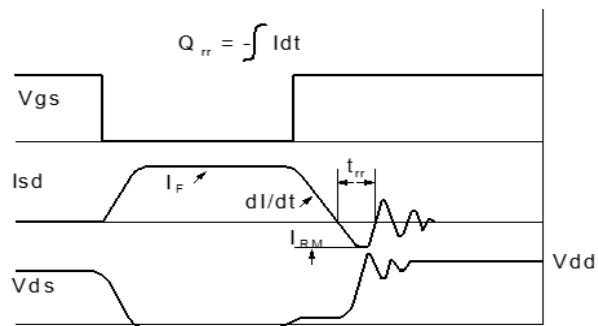 Q rr = -∫ Idt
Vgs
Isd
I F
dI/dt
t rr
I RM
Vds
Vdd